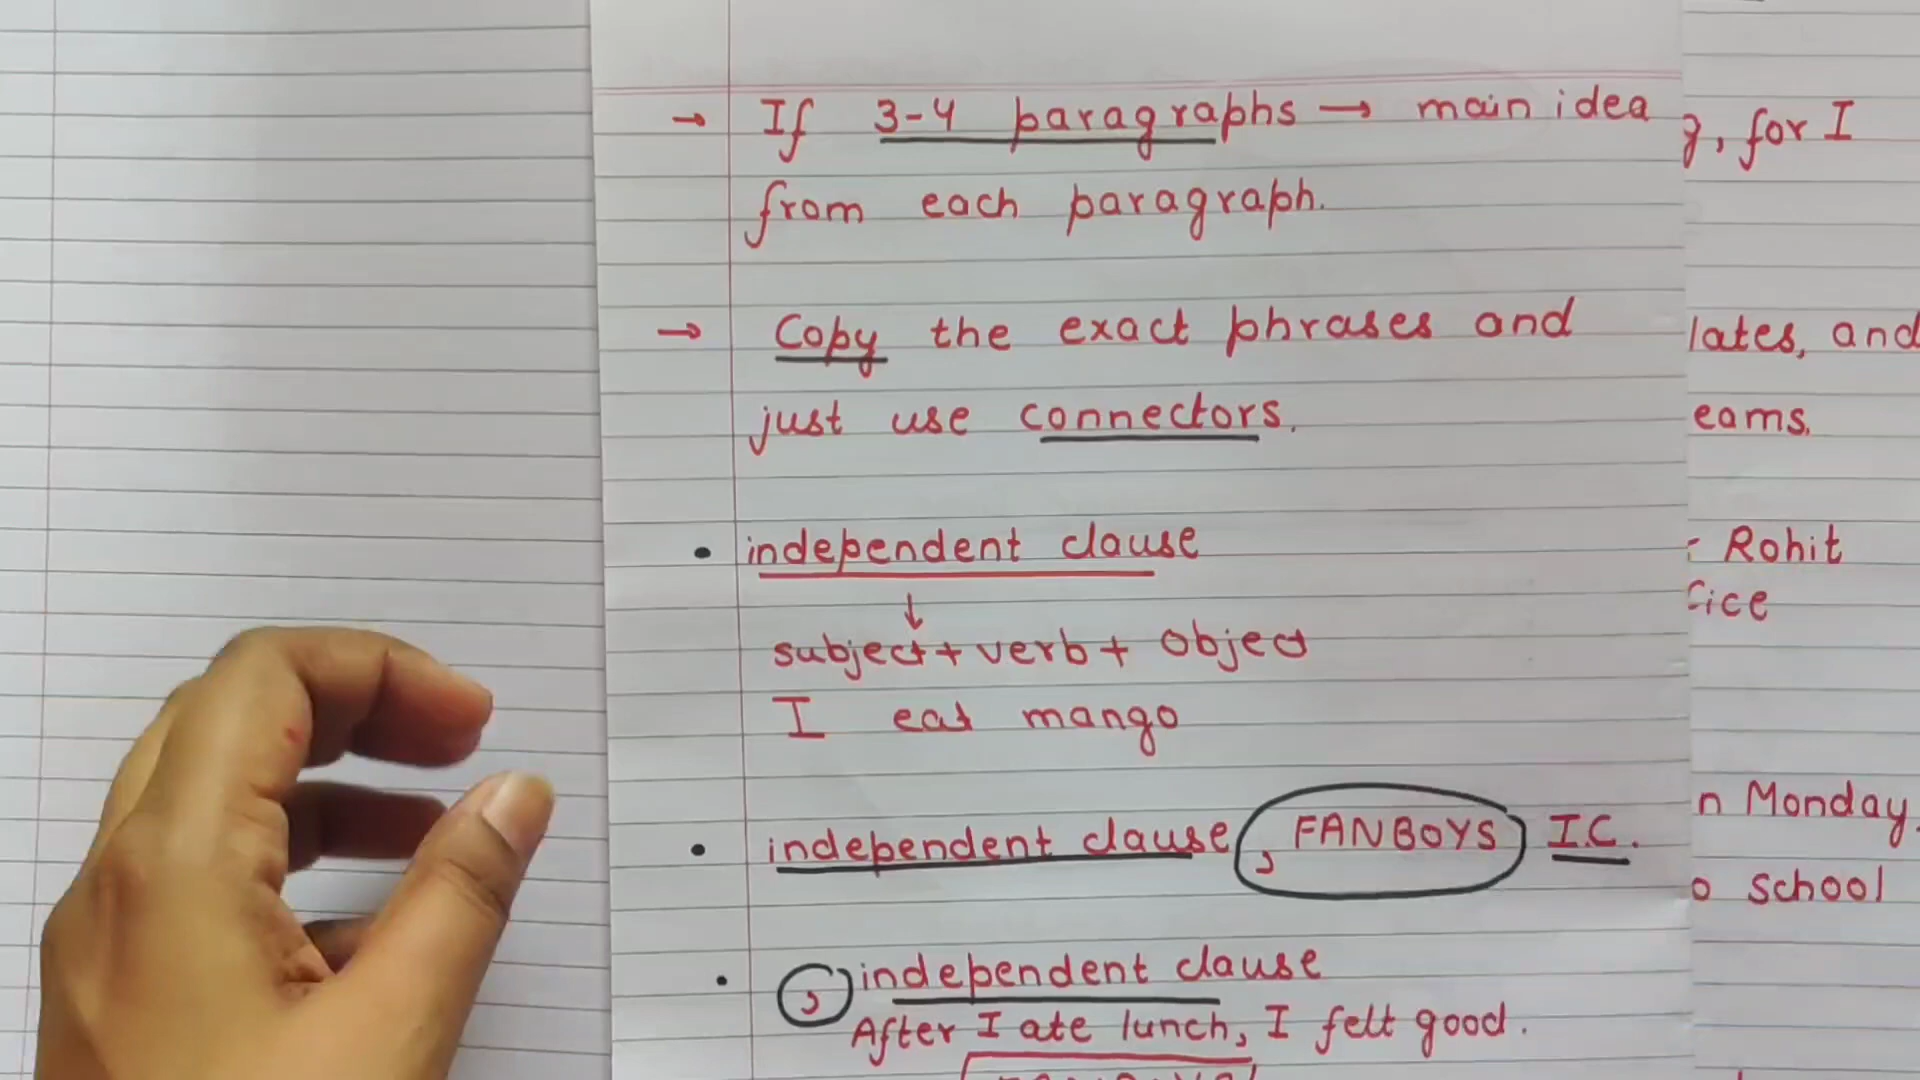 → If 3-4 paragraphs → main idea
from each paragraph.
→ Copy the exact phrases and
just use connectors.
• independent clause
↓
subject + verb + object
I eat mango
• independent clause, FANBOYS I.C.
• , independent clause
After I ate lunch, I felt good.
, for I
lates, and
eams.
Rohit
fice
n Monday.
o school